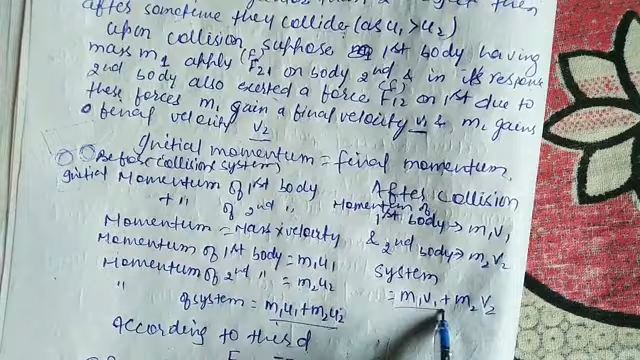 after sometime they collide (as u1 > u2)
upon collision, suppose 1st body having
mass m1 apply (F) F21 on body 2nd & in its response
2nd body also exerted a force (F) F12 on 1st due to
these forces m1 gain a final velocity v1 & m2 gains
a final velocity v2
Initial momentum = final momentum.
Before (collision system)
Initial Momentum of 1st body
+ " of 2nd "
Momentum = Mass x velocity
Momentum of 1st body = m1u1
Momentum of 2nd " = m2u2
" of system = m1u1 + m2u2
According to the
After Collision
Momentum of
1st body → m1v1
& 2nd body → m2v2
system
= m1v1 + m2v2